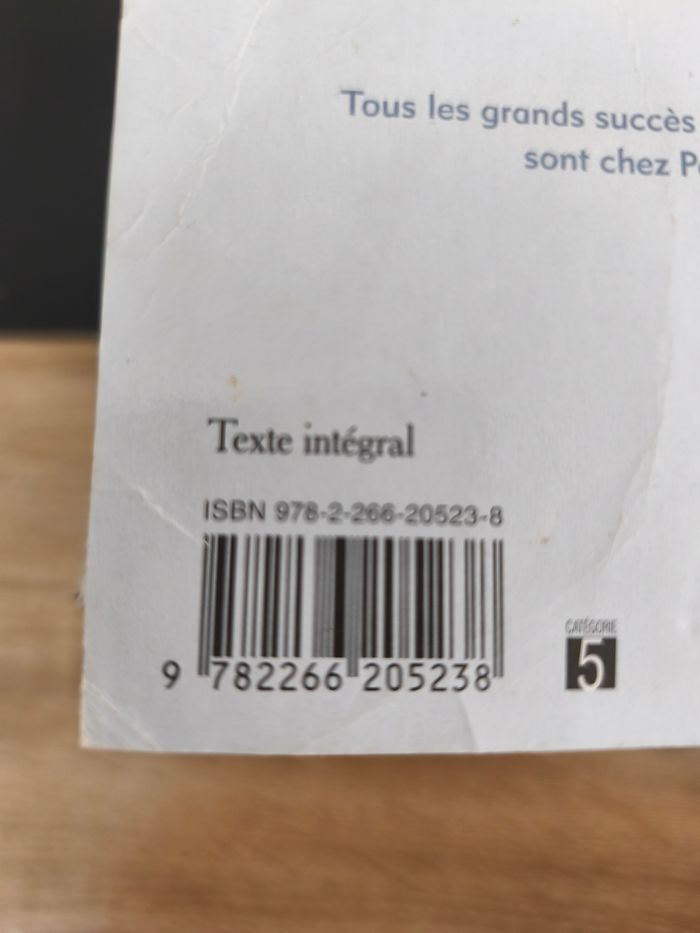 Tous les grands succès
sont chez
Texte intégral
ISBN 978-2-266-20523-8
9 782266 205238
CATÉGORIE
5